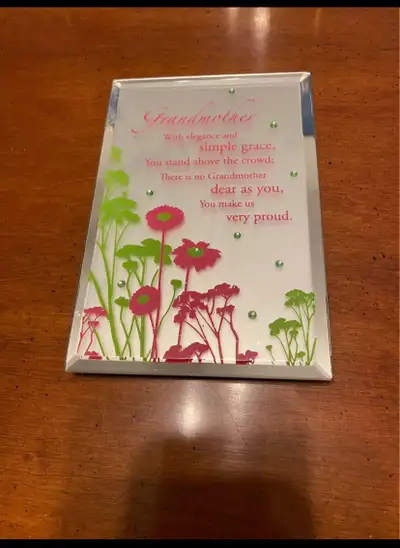 Grandmother
With elegance and
simple grace,
You stand above the crowd;
There is no Grandmother
dear as you,
You make us
very proud.